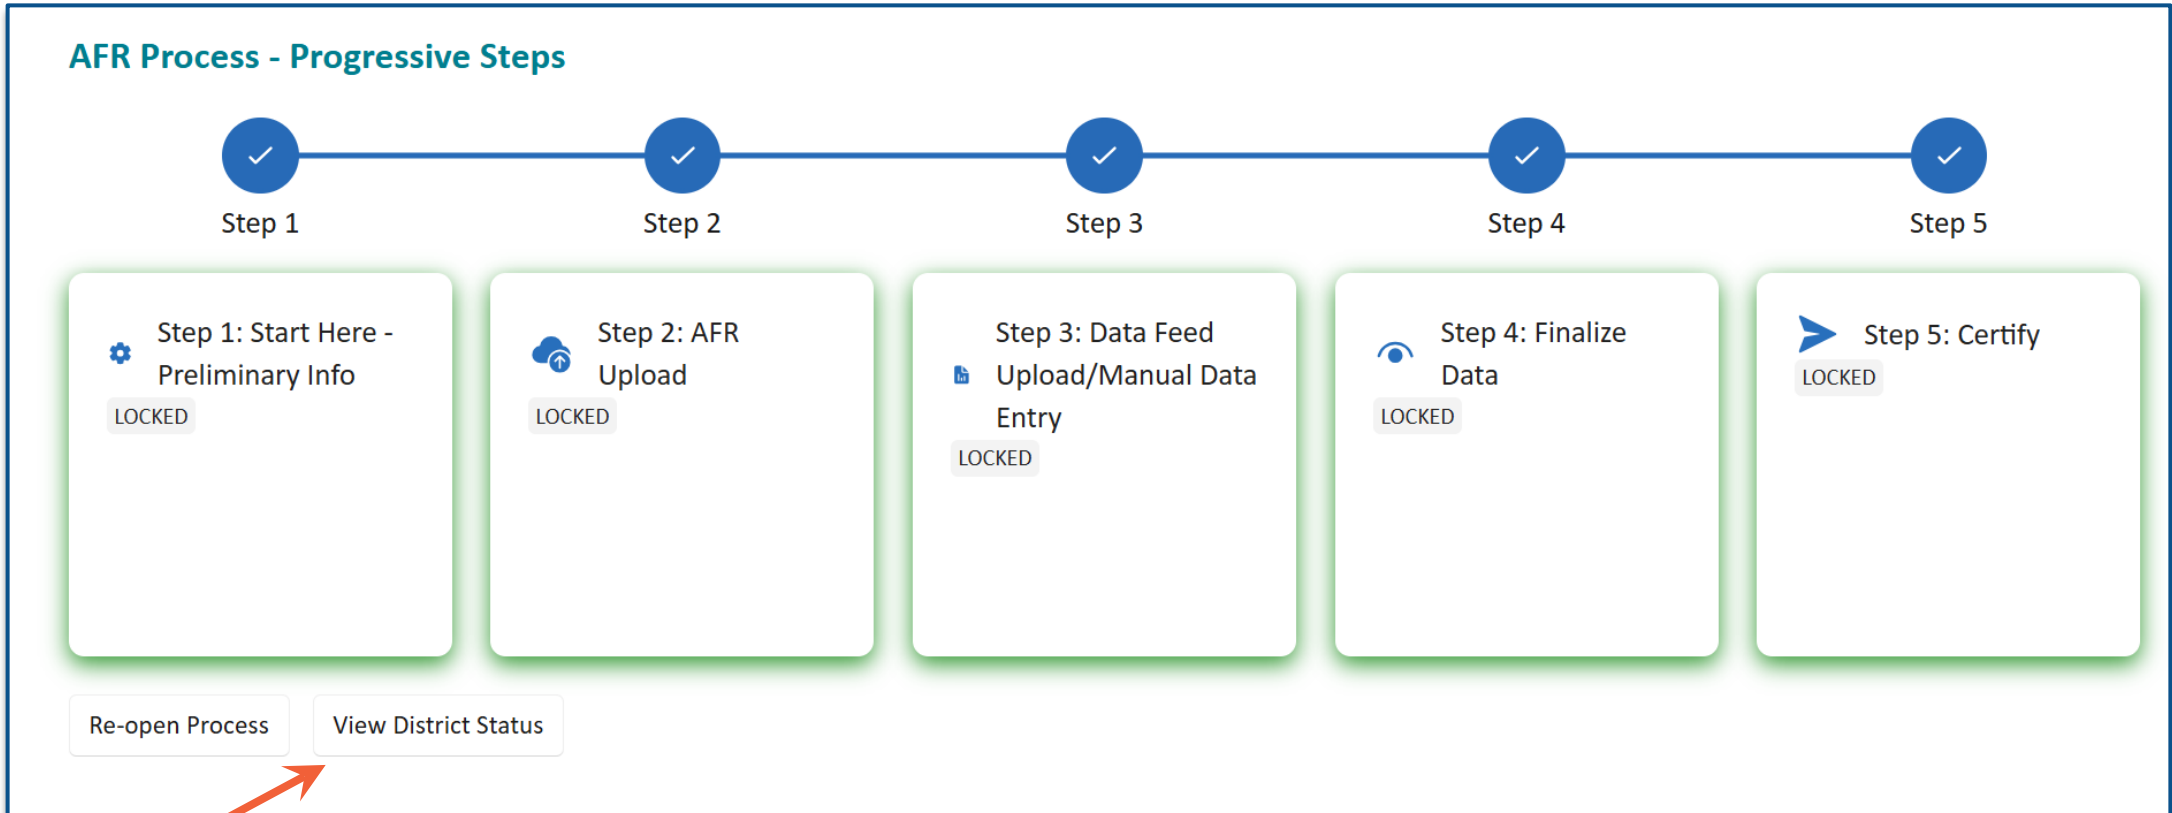 AFR Process - Progressive Steps
Step 1
Step 2
Step 3
Step 4
Step 5
Step 1: Start Here -
Preliminary Info
LOCKED
Step 2: AFR
Upload
LOCKED
Step 3: Data Feed
Upload/Manual Data
Entry
LOCKED
Step 4: Finalize
Data
LOCKED
Step 5: Certify
LOCKED
Re-open Process
View District Status